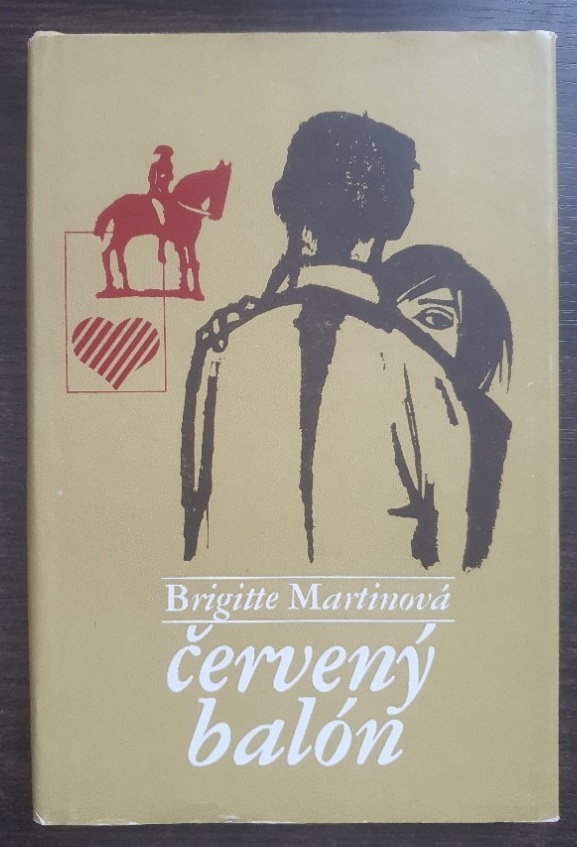 Brigitte Martinová
červený
balón